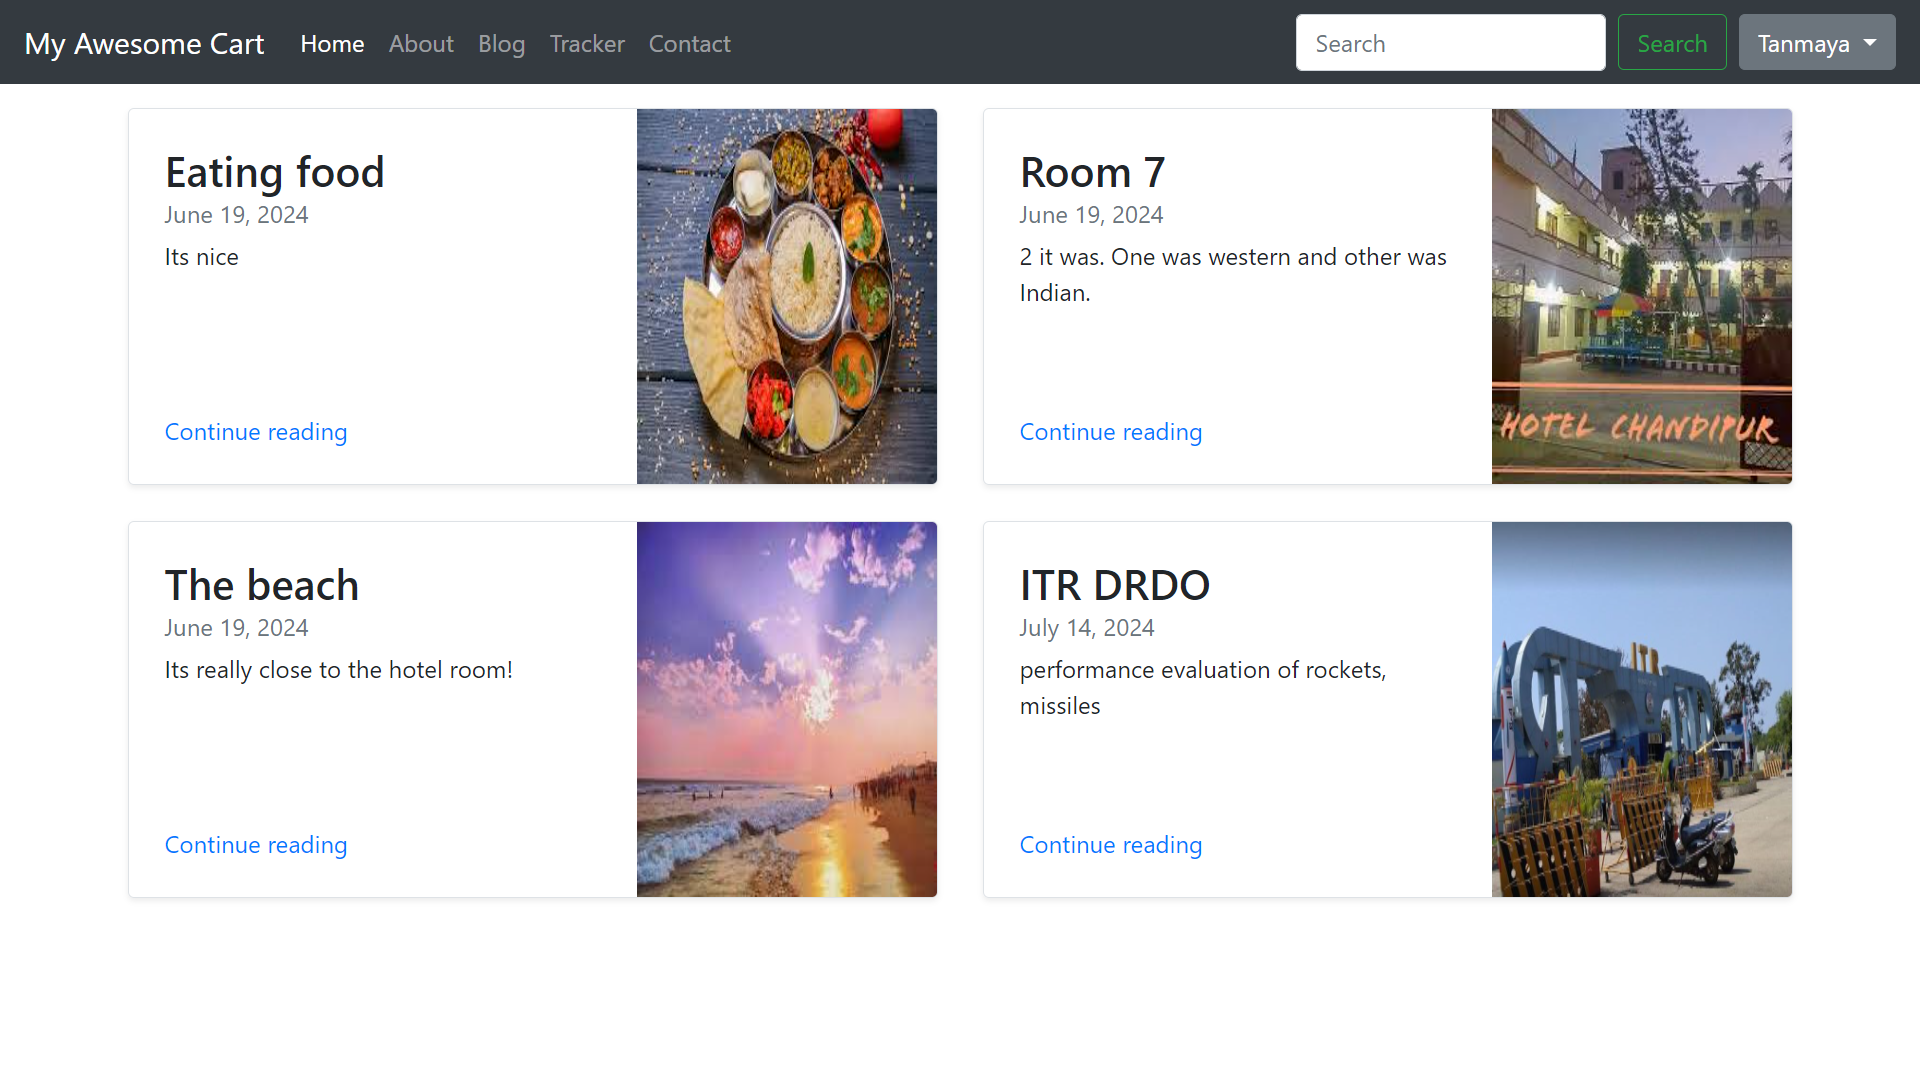 My Awesome Cart Home About Blog Tracker Contact Search Search Tanmaya
Eating food
June 19, 2024
Its nice
Continue reading
Room 7
June 19, 2024
2 it was. One was western and other was
Indian.
Continue reading
HOTEL CHANDIPUR
The beach
June 19, 2024
Its really close to the hotel room!
Continue reading
ITR DRDO
July 14, 2024
performance evaluation of rockets,
missiles
Continue reading
ITR